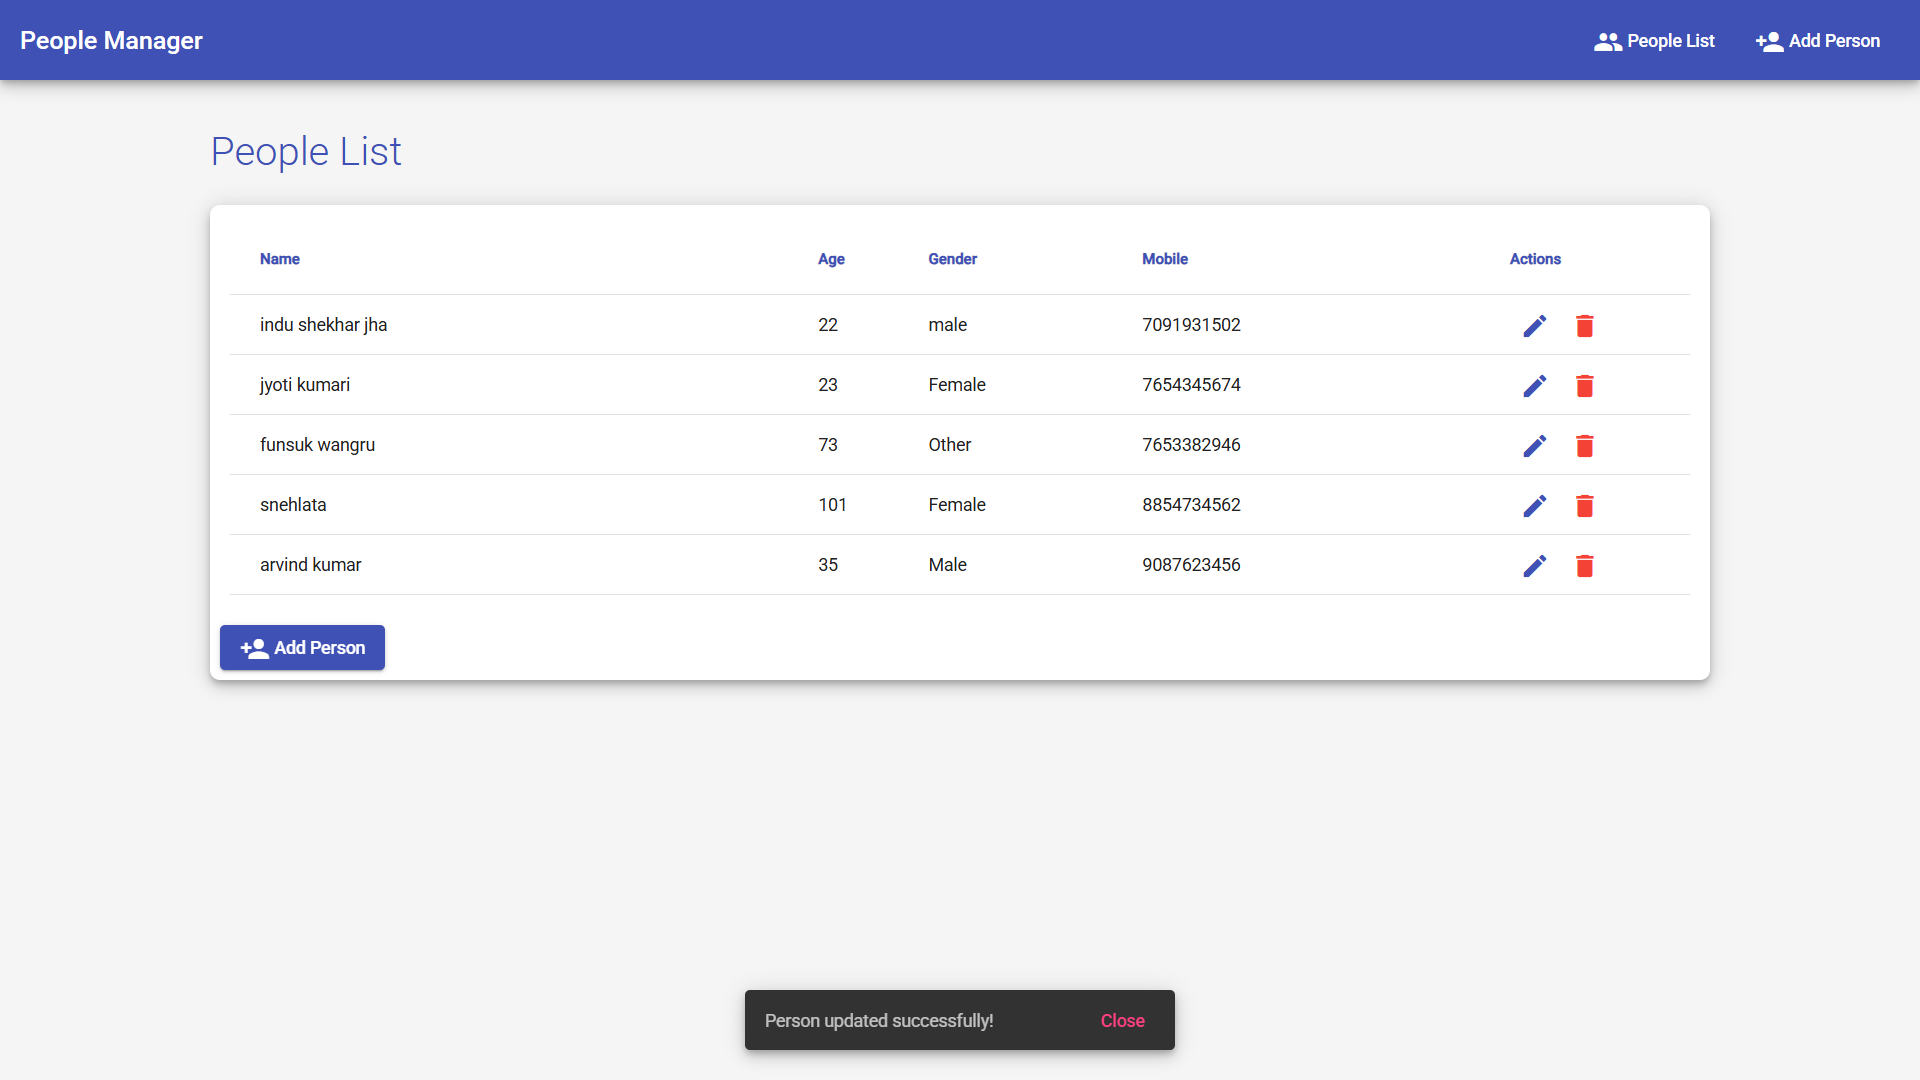 People Manager
People List
Add Person
People List
Name Age Gender Mobile Actions
indu shekhar jha 22 male 7091931502
jyoti kumari 23 Female 7654345674
funsuk wangru 73 Other 7653382946
snehlata 101 Female 8854734562
arvind kumar 35 Male 9087623456
Add Person
Person updated successfully! Close